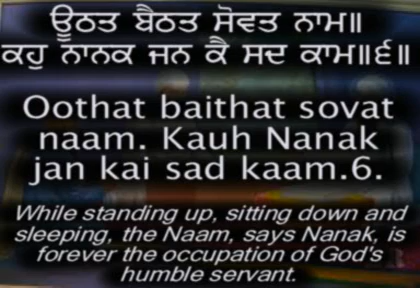 ਊਠਤ ਬੈਠਤ ਸੋਵਤ ਨਾਮ॥
ਕਹੁ ਨਾਨਕ ਜਨ ਕੈ ਸਦ ਕਾਮ॥੬॥
Oothat baithat sovat
naam. Kauh Nanak
jan kai sad kaam.6.
While standing up, sitting down and
sleeping, the Naam, says Nanak, is
forever the occupation of God's
humble servant.